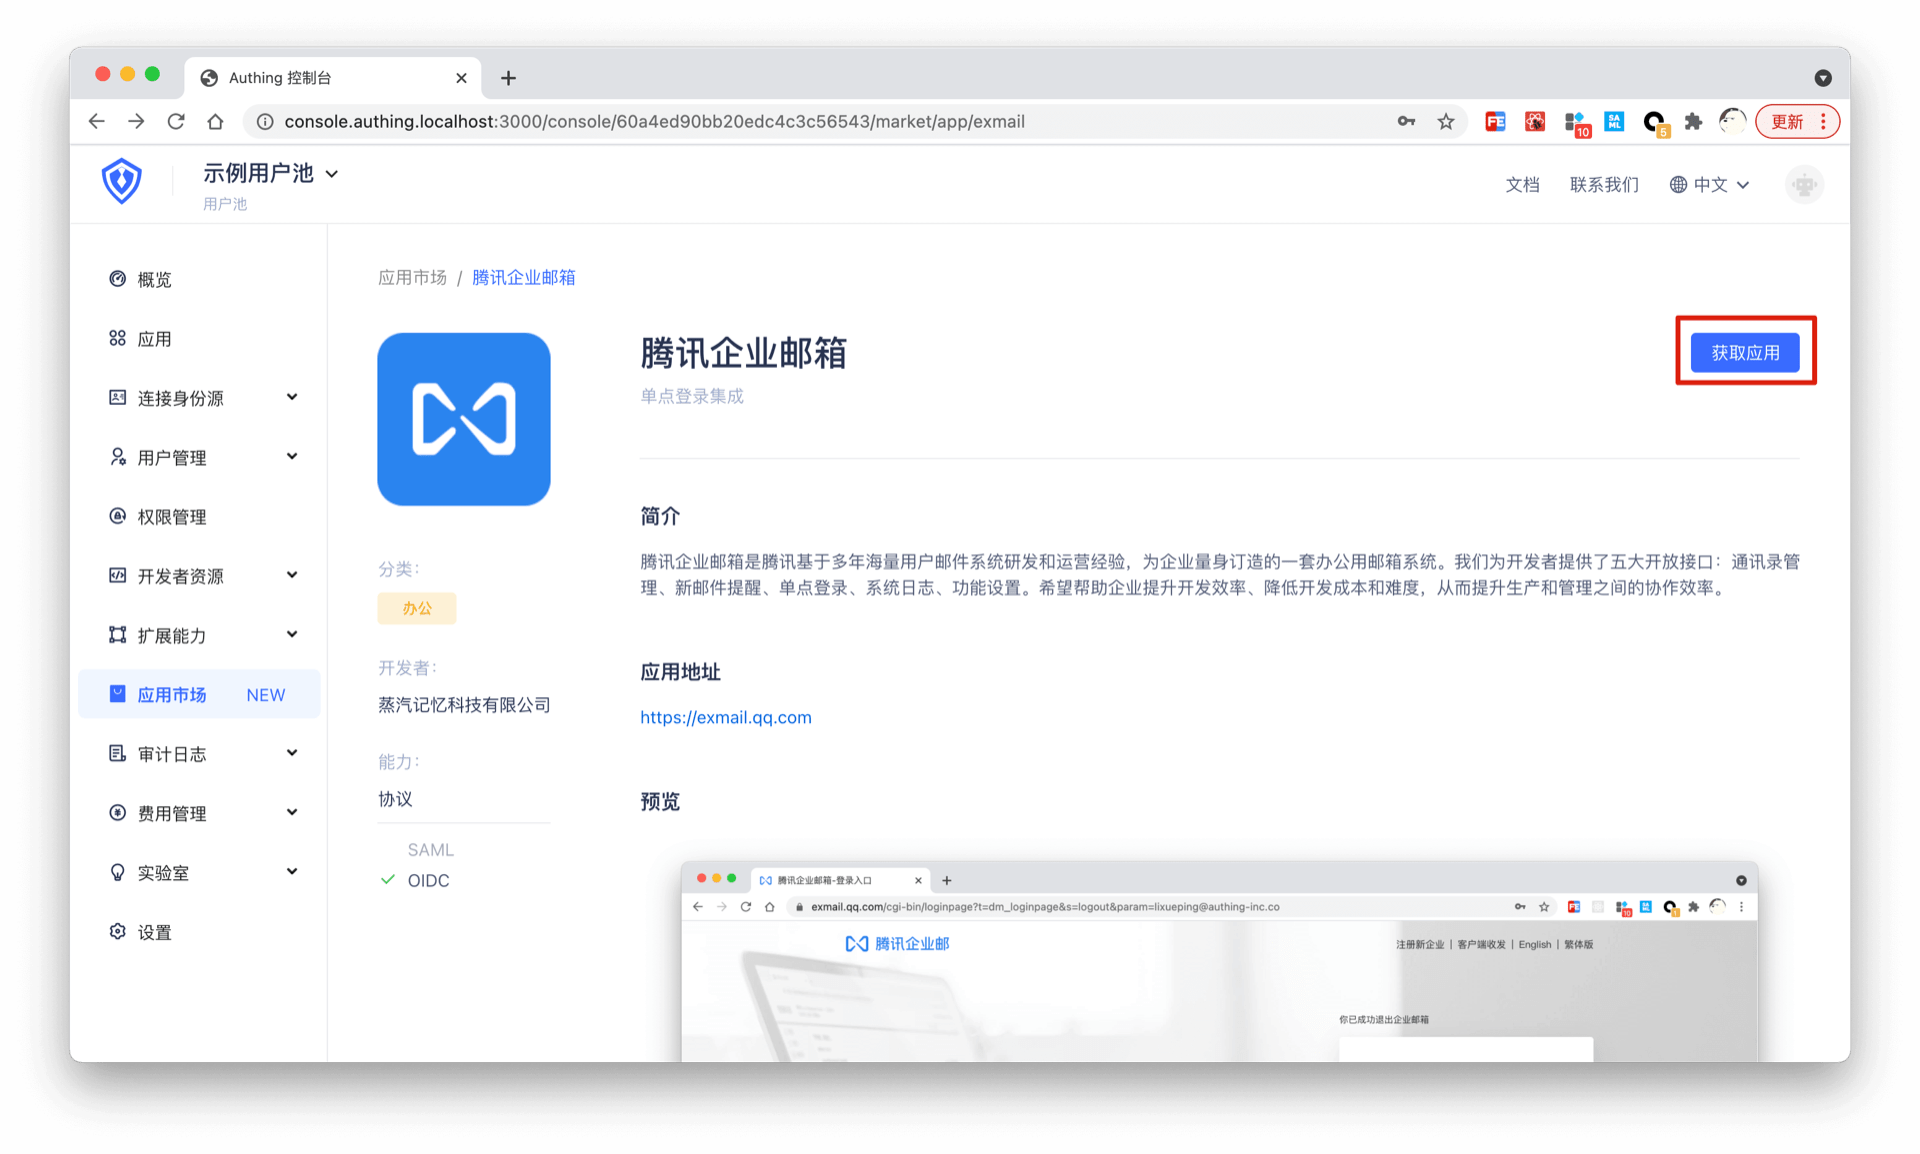 Authing 控制台
console.authing.localhost:3000/console/60a4ed90bb20edc4c3c56543/market/app/exmail
FE
10
SA
ML
5
更新
示例用户池
用户池
文档
联系我们
中文
概览
应用
连接身份源
用户管理
权限管理
开发者资源
扩展能力
应用市场 NEW
审计日志
费用管理
实验室
设置
应用市场 / 腾讯企业邮箱
分类：
办公
开发者：
蒸汽记忆科技有限公司
能力：
协议
SAML
OIDC
腾讯企业邮箱
单点登录集成
获取应用
简介
腾讯企业邮箱是腾讯基于多年海量用户邮件系统研发和运营经验，为企业量身订造的一套办公用邮箱系统。我们为开发者提供了五大开放接口：通讯录管
理、新邮件提醒、单点登录、系统日志、功能设置。希望帮助企业提升开发效率、降低开发成本和难度，从而提升生产和管理之间的协作效率。
应用地址
https://exmail.qq.com
预览
腾讯企业邮箱-登录入口
exmail.qq.com/cgi-bin/loginpage?t=dm_loginpage&s=logout&param=lixueping@authing-inc.co
FE
10
1
腾讯企业邮
注册新企业 | 客户端收发 | English | 繁体版
你已成功退出企业邮箱